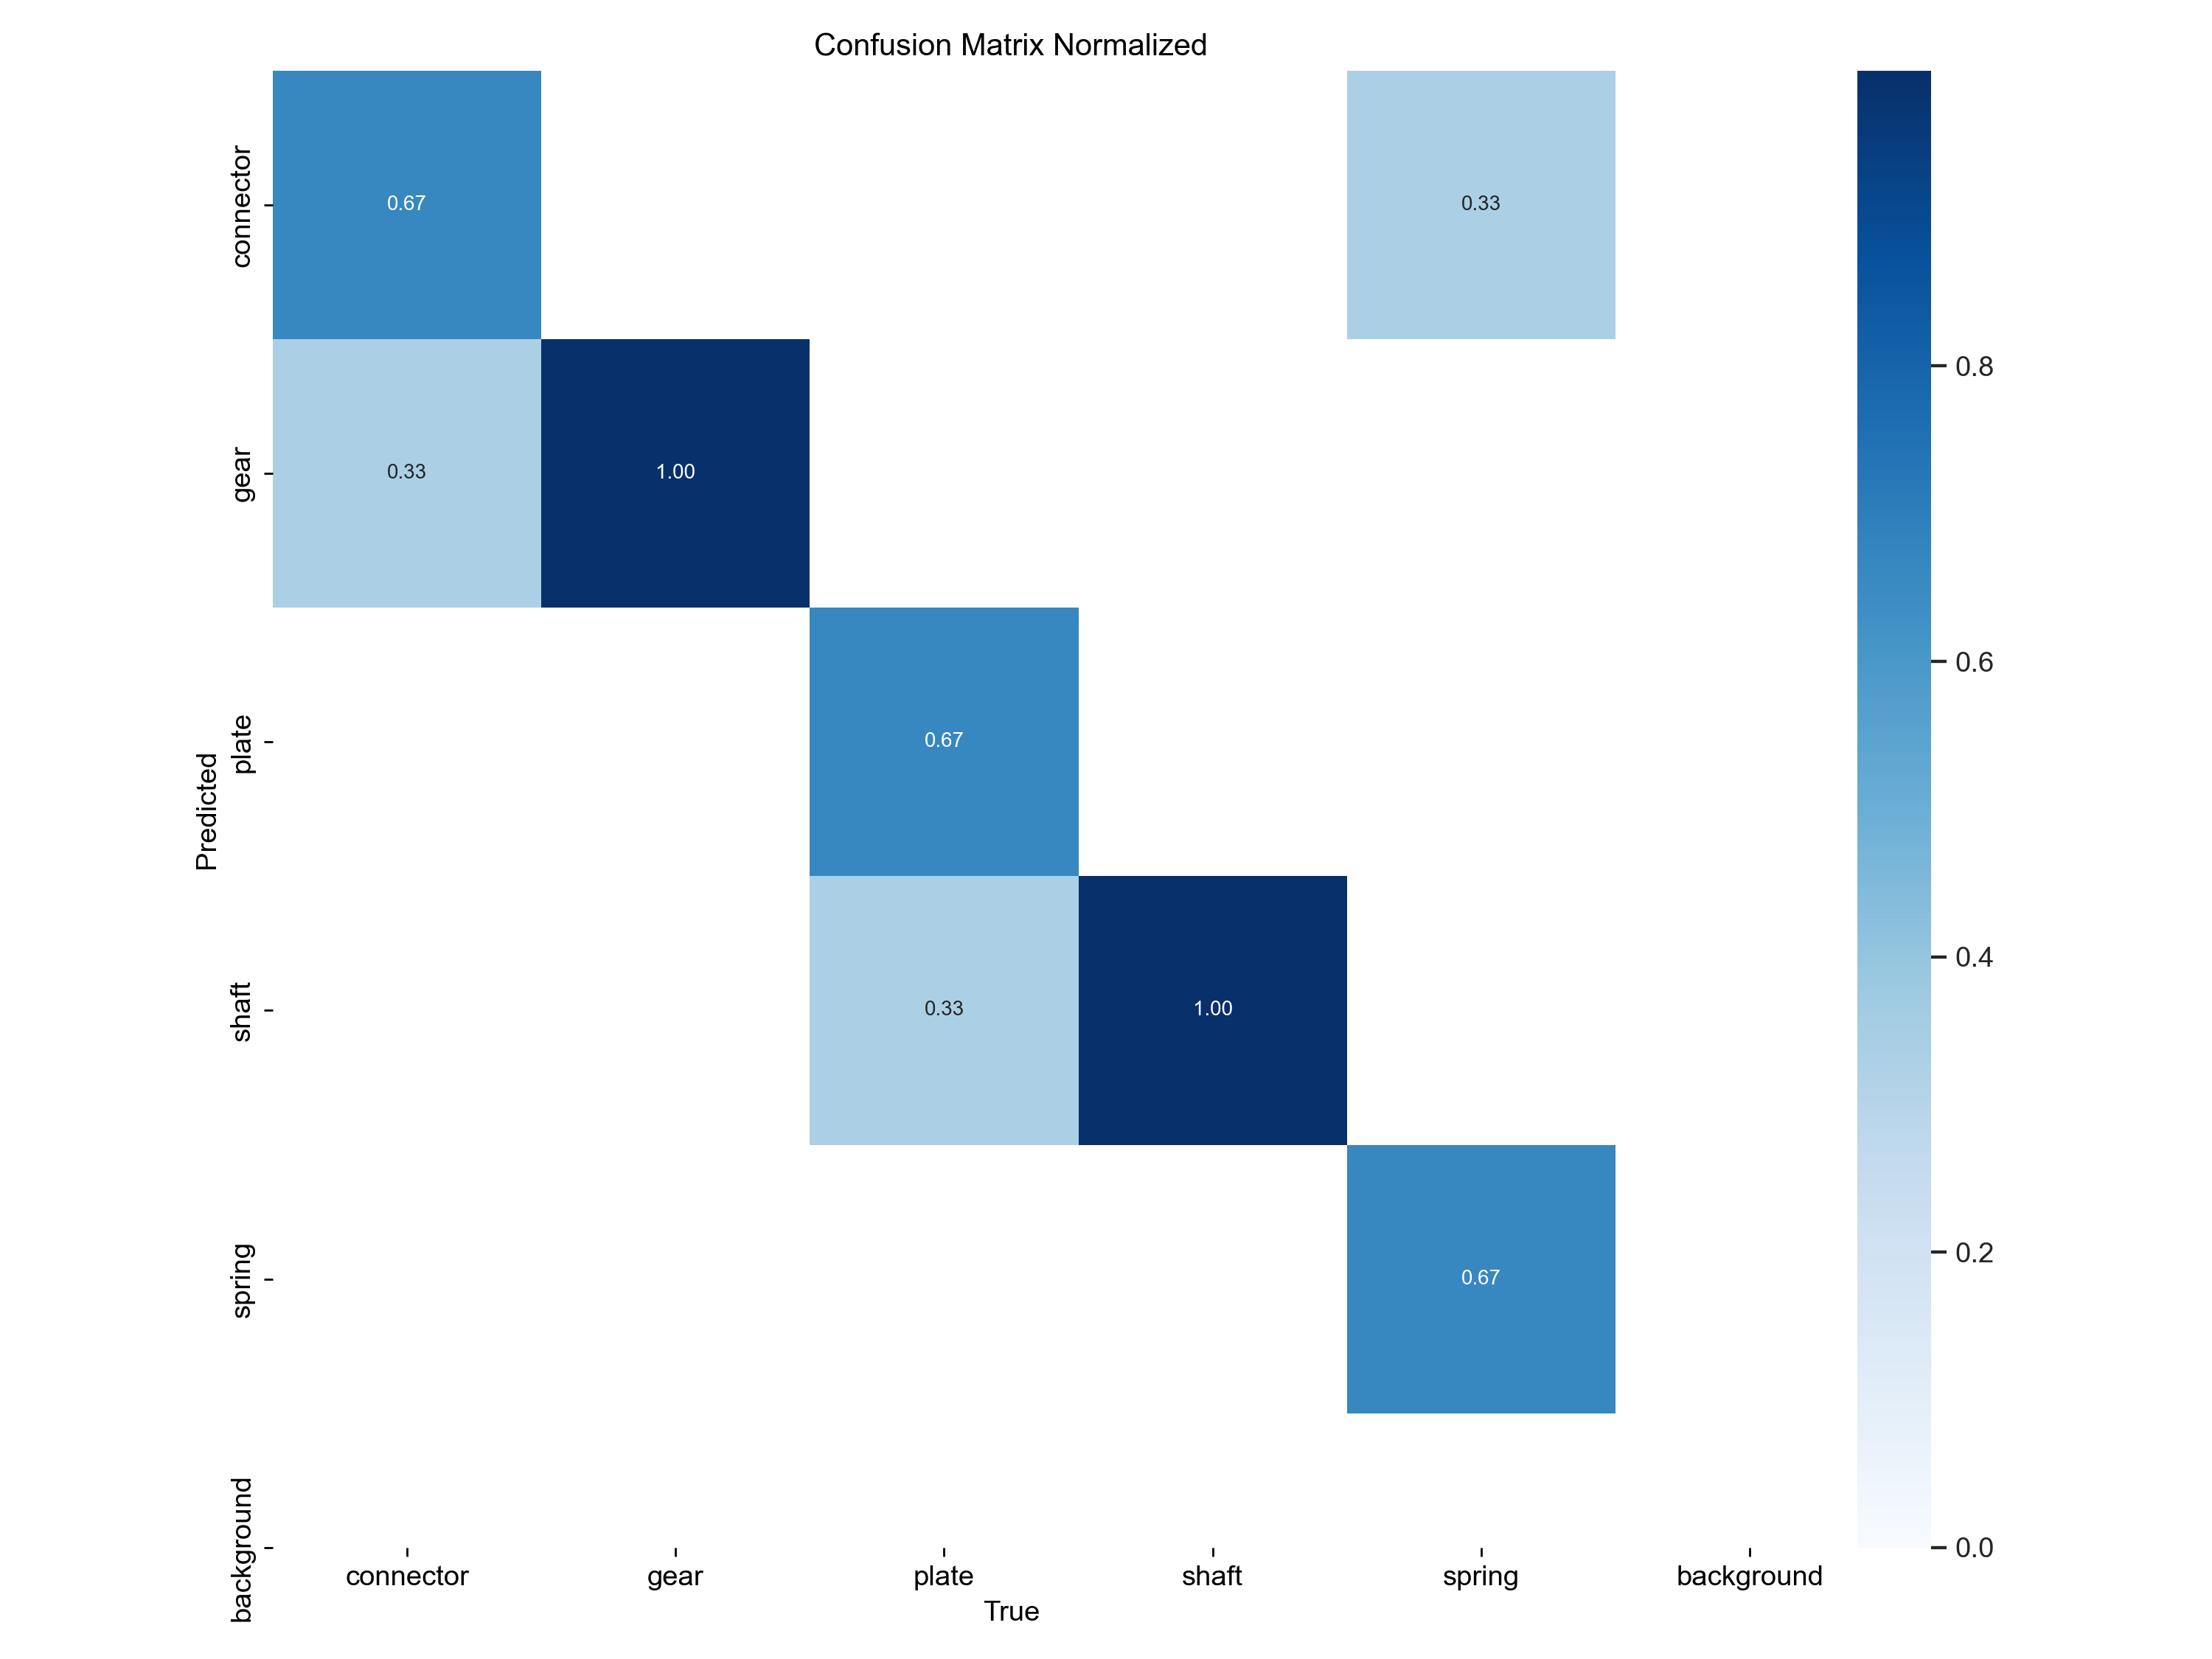 Confusion Matrix Normalized
connector
0.67
0.33
gear
0.33
1.00
0.8
0.6
plate
0.67
Predicted
shaft
0.33
1.00
0.4
spring
0.67
0.2
background
0.0
connector gear plate shaft spring background
True